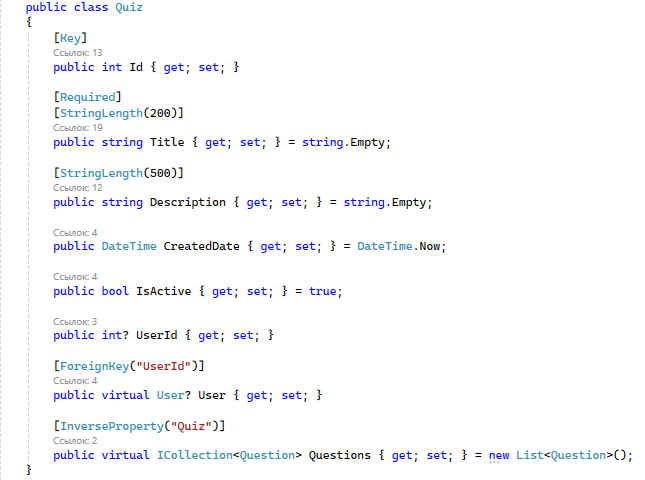 public class Quiz
{
[Key]
Ссылок: 13
public int Id { get; set; }
[Required]
[StringLength(200)]
Ссылок: 19
public string Title { get; set; } = string.Empty;
[StringLength(500)]
Ссылок: 12
public string Description { get; set; } = string.Empty;
Ссылок: 4
public DateTime CreatedDate { get; set; } = DateTime.Now;
Ссылок: 4
public bool IsActive { get; set; } = true;
Ссылок: 3
public int? UserId { get; set; }
[ForeignKey("UserId")]
Ссылок: 4
public virtual User? User { get; set; }
[InverseProperty("Quiz")]
Ссылок: 2
public virtual ICollection<Question> Questions { get; set; } = new List<Question>();
}